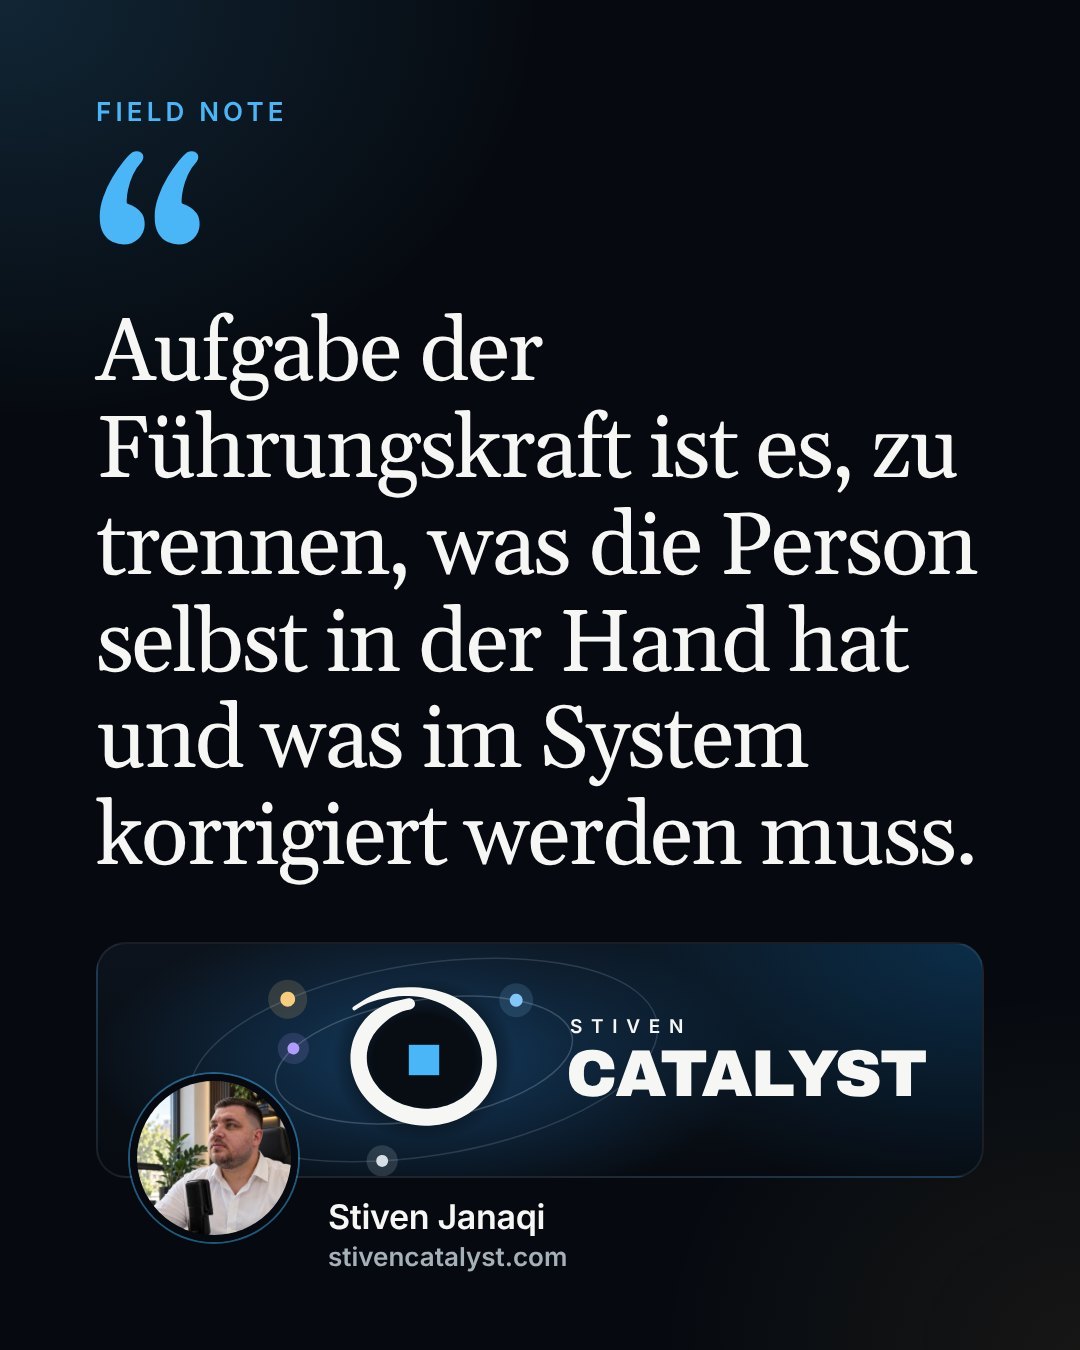 FIELD NOTE
“
Aufgabe der
Führungskraft ist es, zu
trennen, was die Person
selbst in der Hand hat
und was im System
korrigiert werden muss.
STIVEN
CATALYST
Stiven Janaqi
stivencatalyst.com